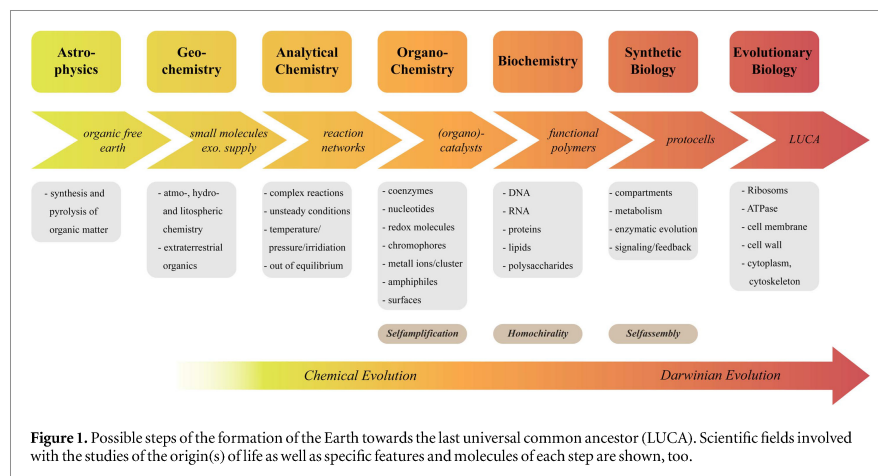 Astro-
physics
Geo-
chemistry
Analytical
Chemistry
Organo-
Chemistry
Biochemistry
Synthetic
Biology
Evolutionary
Biology
organic free
earth
small molecules
exo. supply
reaction
networks
(organo)-
catalysts
functional
polymers
protocells
LUCA
- synthesis and
pyrolysis of
organic matter
- atmo-, hydro-
and litospheric
chemistry
- extraterrestrial
organics
- complex reactions
- unsteady conditions
- temperature/
pressure/irridiation
- out of equilibrium
- coenzymes
- nucleotides
- redox molecules
- chromophores
- metall ions/cluster
- amphiphiles
- surfaces
- DNA
- RNA
- proteins
- lipids
- polysaccharides
- compartments
- metabolism
- enzymatic evolution
- signaling/feedback
- Ribosoms
- ATPase
- cell membrane
- cell wall
- cytoplasm,
cytoskeleton
Selfamplification
Homochirality
Selfassembly
Chemical Evolution
Darwinian Evolution
Figure 1. Possible steps of the formation of the Earth towards the last universal common ancestor (LUCA). Scientific fields involved
with the studies of the origin(s) of life as well as specific features and molecules of each step are shown, too.